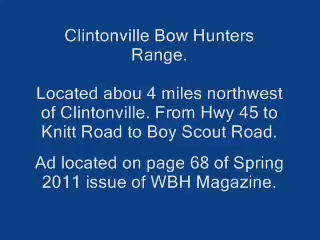 Clintonville Bow Hunters
Range.
Located abou 4 miles northwest
of Clintonville. From Hwy 45 to
Knitt Road to Boy Scout Road.
Ad located on page 68 of Spring
2011 issue of WBH Magazine.